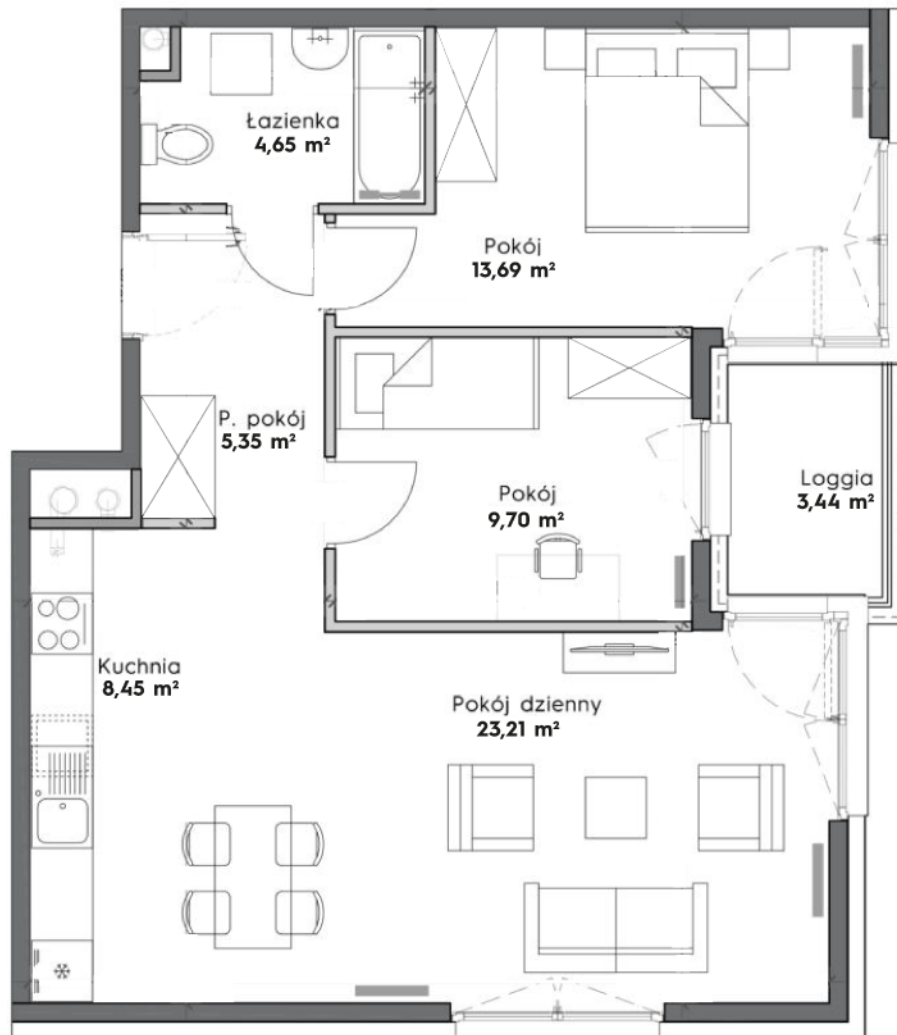 Łazienka
4,65 m²
Pokój
13,69 m²
P. pokój
5,35 m²
Pokój
9,70 m²
Loggia
3,44 m²
Kuchnia
8,45 m²
Pokój dzienny
23,21 m²